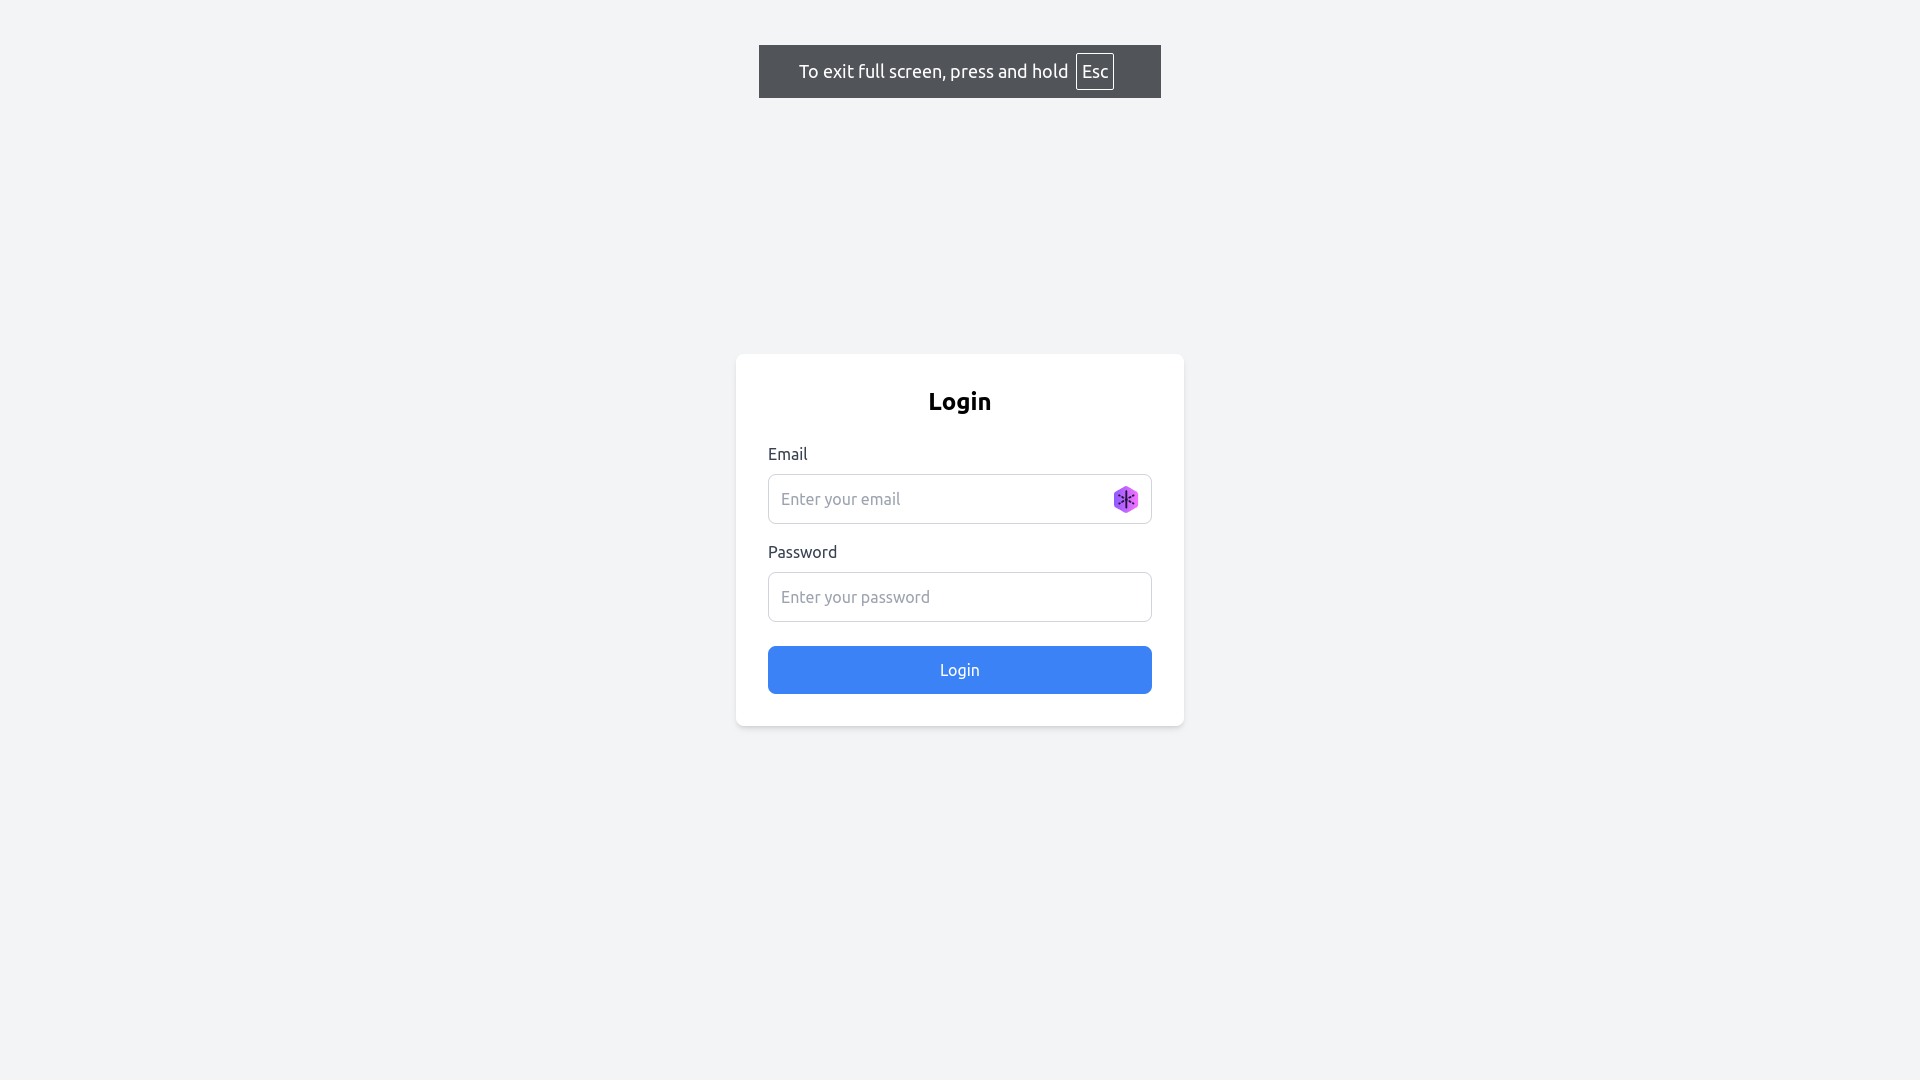 To exit full screen, press and hold Esc
Login
Email
Enter your email
Password
Enter your password
Login